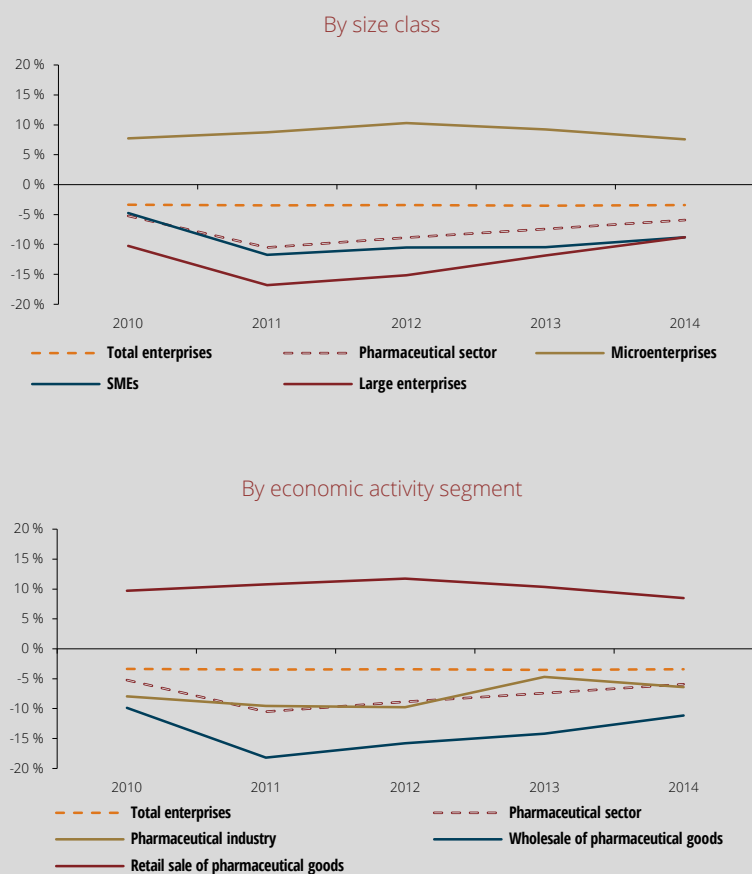 By size class
20 %
15 %
10 %
5 %
0 %
-5 %
-10 %
-15 %
-20 %
2010 2011 2012 2013 2014
Total enterprises Pharmaceutical sector Microenterprises
SMEs Large enterprises
By economic activity segment
20 %
15 %
10 %
5 %
0 %
-5 %
-10 %
-15 %
-20 %
2010 2011 2012 2013 2014
Total enterprises Pharmaceutical sector
Pharmaceutical industry Wholesale of pharmaceutical goods
Retail sale of pharmaceutical goods